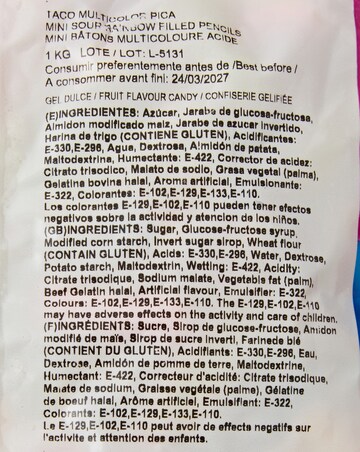 TACO MULTICOLOR PICA
MINI SOUR RAINBOW FILLED PENCILS
MINI BÂTONS MULTICOLOURE ACIDE
1 KG LOTE / LOT: L-5131
Consumir preferentemente antes de /Best before /
A consommer avant fini: 24/03/2027
GEL DULCE / FRUIT FLAVOUR CANDY / CONFISERIE GELIFIÉE
(E)INGREDIENTES: Azúcar, Jarabe de glucose-fructosa,
Almidon modificado maiz, Jarabe de azucar invertido,
Harina de trigo (CONTIENE GLUTEN), Acidificantes:
E-330,E-296, Agua, Dextrosa, Almidón de patata,
Maltodextrina, Humectante: E-422, Corrector de acidez:
Citrato trisodico, Malato de sodio, Grasa vegetal (palma),
Gelatina bovina halal, Aroma artificial, Emulsionante:
E-322, Colorantes: E-102,E-129,E-133,E-110.
Los colorantes E-129,E-102,E-110 pueden tener efectos
negativos sobre la actividad y atencion de los niños.
(GB)INGREDIENTS: Sugar, Glucose-fructose syrup,
Modified corn starch, Invert sugar sirop, Wheat flour
(CONTAIN GLUTEN), Acids: E-330,E-296, Water, Dextrose,
Potato starch, Maltodextrin, Wetting: E-422, Acidity:
Citrate trisodique, Sodium malate, Vegetable fat (palm),
Beef Gelatin halal, Artificial flavour, Emulsifier: E-322,
Colours: E-102,E-129,E-133,E-110. The E-129,E-102,E-110
may have adverse effects on the activity and care of children.
(F)INGRÉDIENTS: Sucre, Sirop de glucose-fructose, Amidon
modifié de maïs, Sirop de sucre inverti, Farinede blé
(CONTIENT DU GLUTEN), Acidifiants: E-330,E-296, Eau,
Dextrose, Amidón de pomme de terre, Maltodextrine,
Humectant: E-422, Correcteur d'acidité: Citrate trisodique,
Malate de sodium, Graisse vegétale (palme), Gélatine
de boeuf halal, Arôme artificiel, Emulsifiant: E-322,
Colorants: E-102,E-129,E-133,E-110.
Le E-129,E-102,E-110 peut avoir de effects negatifs sur
l'activite et attention des enfants.